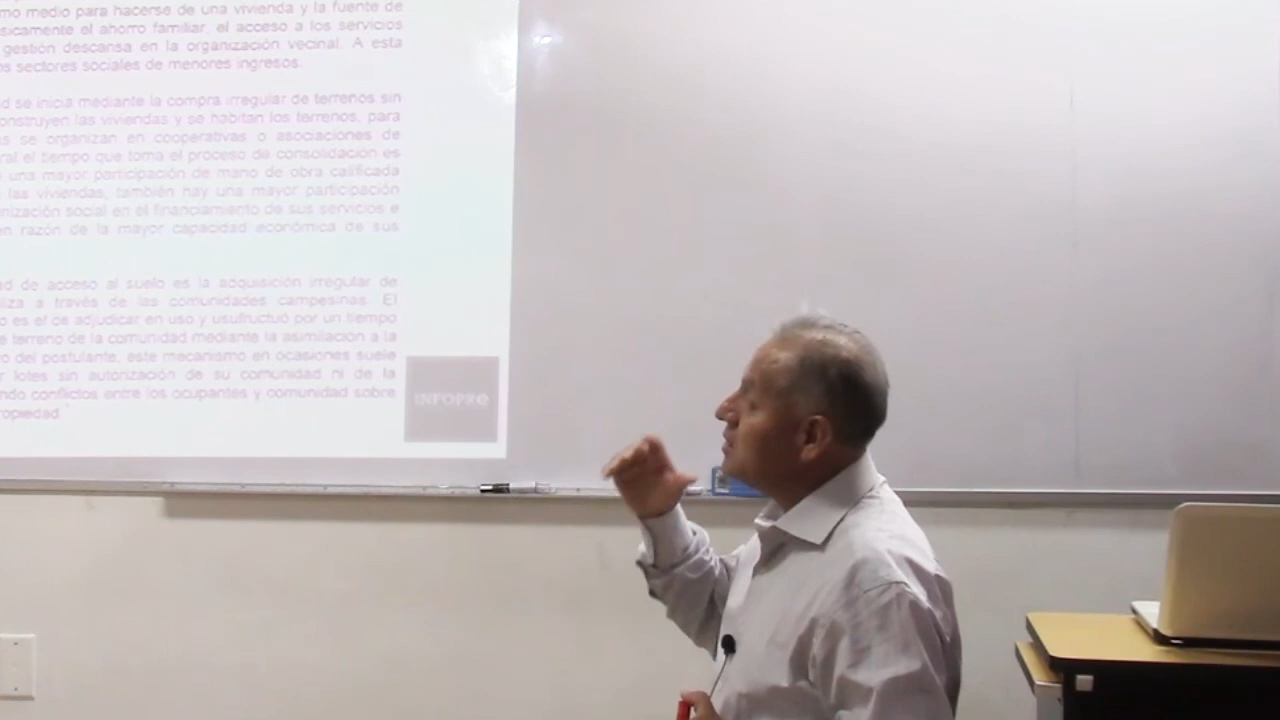 mo medio para hacerse de una vivienda y la fuente de
sicamente el ahorro familiar, el acceso a los servicios
gestión descansa en la organización vecinal. A esta
os sectores sociales de menores ingresos.
d se inicia mediante la compra irregular de terrenos sin
onstruyen las viviendas y se habitan los terrenos, para
as se organizan en cooperativas o asociaciones de
ral el tiempo que toma el proceso de consolidación es
una mayor participación de mano de obra calificada
las viviendas, también hay una mayor participación
nización social en el financiamiento de sus servicios e
en razón de la mayor capacidad económica de sus
ad de acceso al suelo es la adquisición irregular de
liza a través de las comunidades campesinas. El
o es el de adjudicar en uso y usufructuó por un tiempo
e terreno de la comunidad mediante la asimilación a la
o del postulante, este mecanismo en ocasiones suele
r lotes sin autorización de su comunidad ni de la
ndo conflictos entre los ocupantes y comunidad sobre
ropiedad
INFOPRO